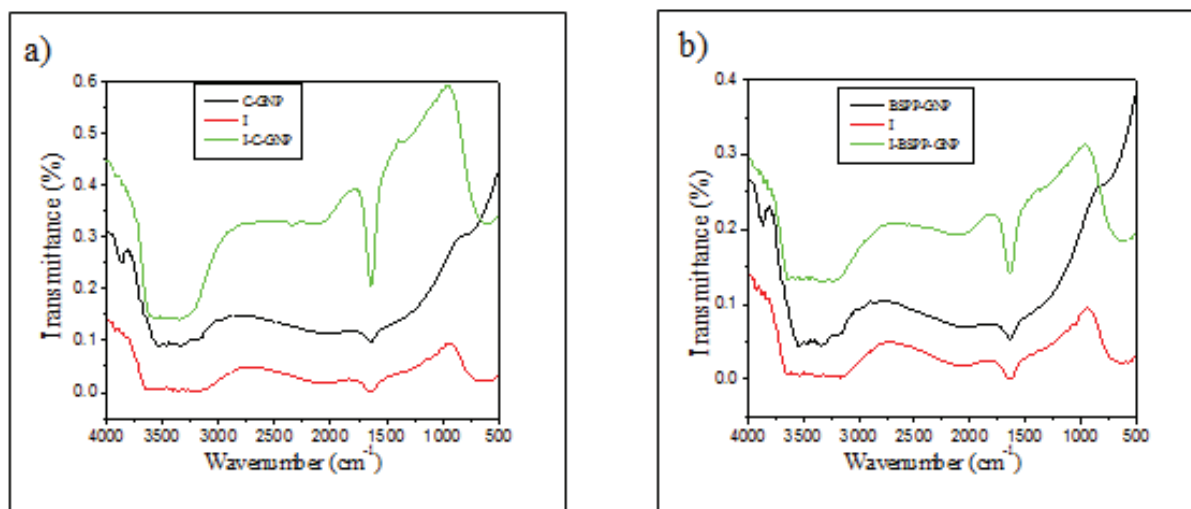 a)
C-GNP
I
I-C-GNP
0.6
0.5
0.4
0.3
0.2
0.1
0.0
Transmittance (%)
4000 3500 3000 2500 2000 1500 1000 500
Wavenumber (cm⁻¹)
b)
BSPP-GNP
I
I-BSPP-GNP
0.4
0.3
0.2
0.1
0.0
Transmittance (%)
4000 3500 3000 2500 2000 1500 1000 500
Wavenumber (cm⁻¹)